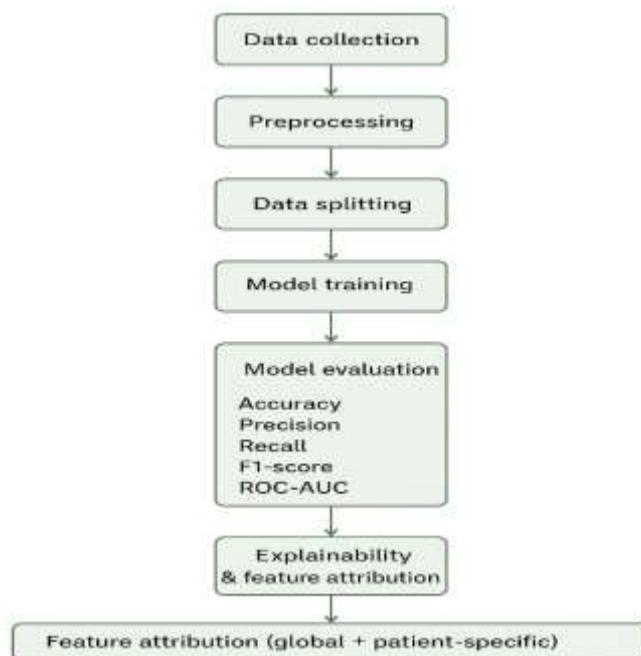 Data collection
Preprocessing
Data splitting
Model training
Model evaluation
Accuracy
Precision
Recall
F1-score
ROC-AUC
Explainability
& feature attribution
Feature attribution (global + patient-specific)